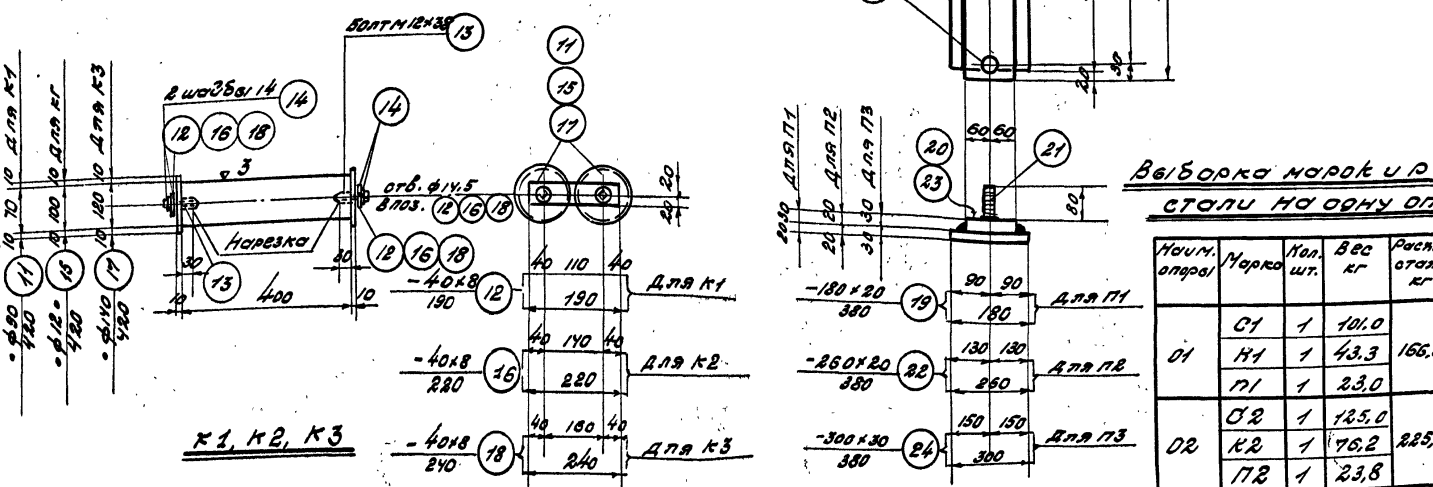 Болт М12×38
13
2 шайбы 14
14
12 16 18
10 70 10 для К1
10 100 10 для кг
10 120 10 для К3
3
Нарезка
14
отв. ф14,5
в поз. 12 16 18
12 16 18
30
30
13
10 400 10
11
•ф90
420
15
•ф12•
420
17
•ф140
420
К1, К2, К3
11
15
17
20
20
40 110 40
-40×8
190
12
190
для К1
40 140 40
-40×8
220
16
220
для К2
40 160 40
-40×8
240
18
240
для К3
20
30
60 60
20
23
21
80
20 30 для П1
20 20 для П2
30 30 для П3
90 90
-180×20
380
19
180
для П1
130 130
-260×20
380
22
260
для П2
150 150
-300×30
380
24
300
для П3
Выборка марок и р
стали на одну оп
Наим. опоры Марка Кол. шт. Вес кг Расх. стал кг
О1 С1 1 101,0 166,
К1 1 43,3
П1 1 23,0
О2 С2 1 125,0 225,
К2 1 76,2
П2 1 23,8